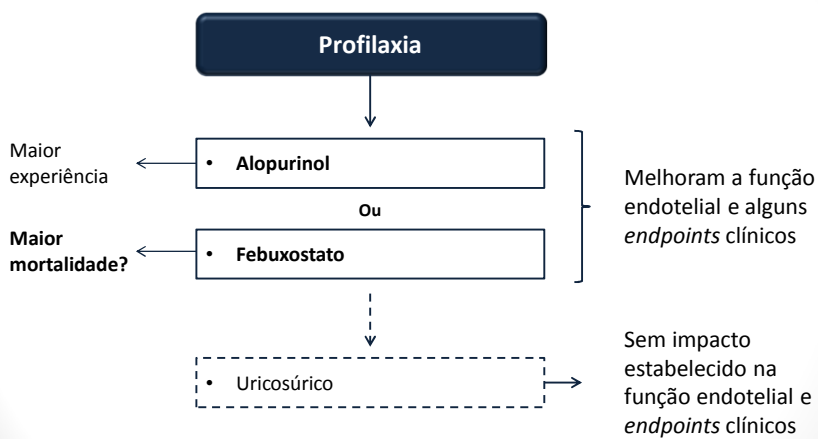 Profilaxia
Maior
experiência
• Alopurinol
Ou
Maior
mortalidade?
• Febuxostato
Melhoram a função
endotelial e alguns
endpoints clínicos
• Uricosúrico
Sem impacto
estabelecido na
função endotelial e
endpoints clínicos